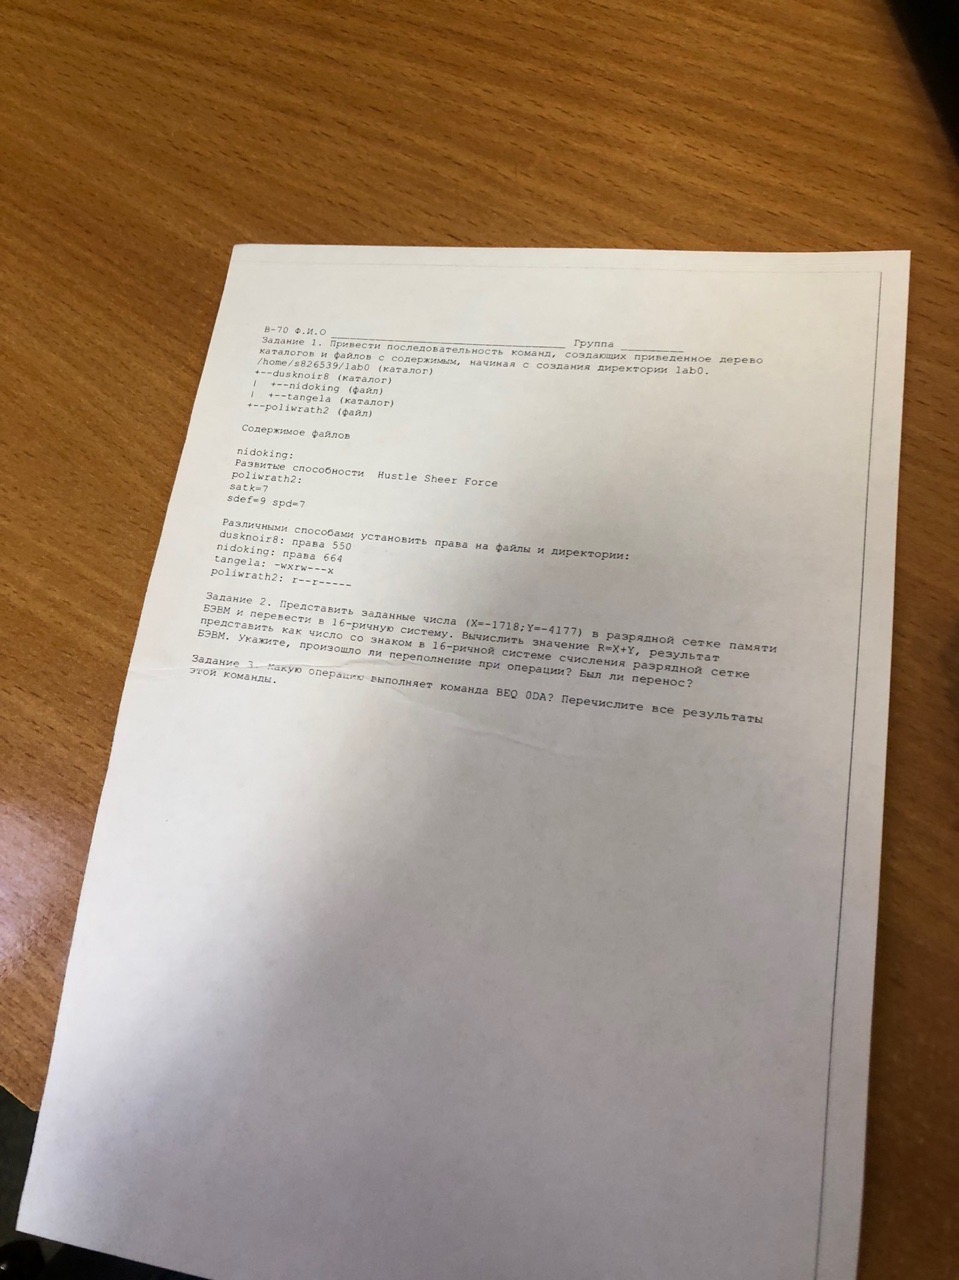 В-70 Ф.И.О ______________________________ Группа ________
Задание 1. Привести последовательность команд, создающих приведенное дерево
каталогов и файлов с содержимым, начиная с создания директории lab0.
/home/s826539/lab0 (каталог)
+--dusknoir8 (каталог)
|  +--nidoking (файл)
|  +--tangela (каталог)
+--poliwrath2 (файл)
Содержимое файлов
nidoking:
Развитые способности  Hustle Sheer Force
poliwrath2:
satk=7
sdef=9 spd=7
Различными способами установить права на файлы и директории:
dusknoir8: права 550
nidoking: права 664
tangela: -wxrw---x
poliwrath2: r--r-----
Задание 2. Представить заданные числа (X=-1718;Y=-4177) в разрядной сетке памяти
БЭВМ и перевести в 16-ричную систему. Вычислить значение R=X+Y, результат
представить как число со знаком в 16-ричной системе счисления разрядной сетке
БЭВМ. Укажите, произошло ли переполнение при операции? Был ли перенос?
Задание 3. Какую операцию выполняет команда BEQ 0DA? Перечислите все результаты
этой команды.